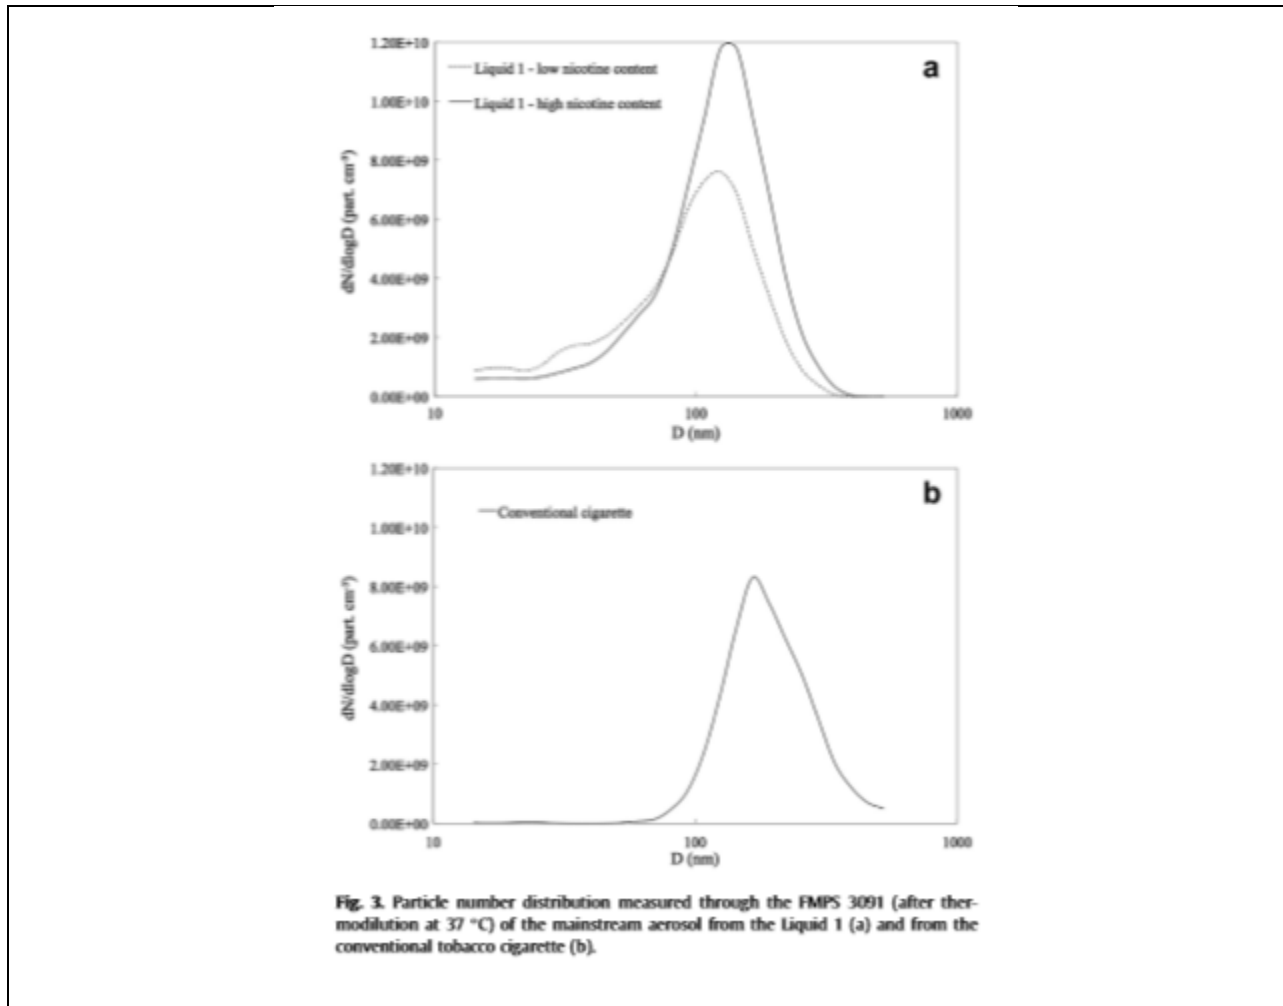 1.20E+10
a
Liquid 1 - low nicotine content
1.00E+10
Liquid 1 - high nicotine content
8.00E+09
6.00E+09
4.00E+09
2.00E+09
0.00E+00
dN/dlogD (part. cm⁻³)
10
100
1000
D (nm)
1.20E+10
b
Conventional cigarette
1.00E+10
8.00E+09
6.00E+09
4.00E+09
2.00E+09
0.00E+00
dN/dlogD (part. cm⁻³)
10
100
1000
D (nm)
Fig. 3. Particle number distribution measured through the FMPS 3091 (after ther-
modilution at 37 °C) of the mainstream aerosol from the Liquid 1 (a) and from the
conventional tobacco cigarette (b).